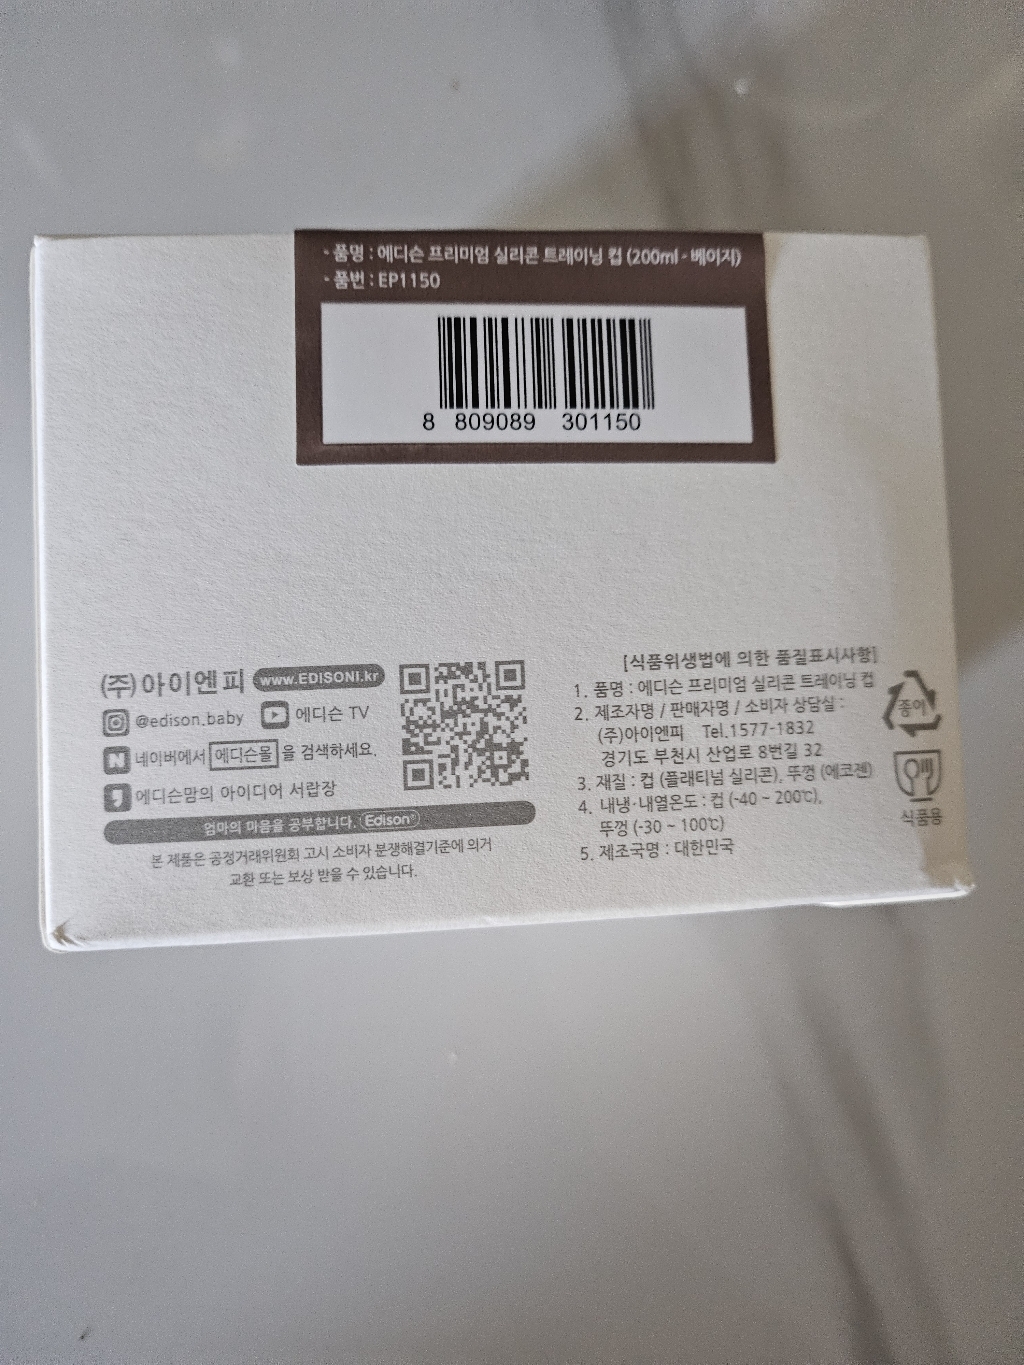 - 품명 : 에디슨 프리미엄 실리콘 트레이닝 컵 (200ml - 베이지)
- 품번 : EP1150
8 809089 301150
(주)아이엔피 www.EDISONI.kr
@edison_baby 에디슨 TV
N 네이버에서 에디슨몰 을 검색하세요.
에디슨맘의 아이디어 서랍장
엄마의 마음을 공부합니다. Edison®
본 제품은 공정거래위원회 고시 소비자 분쟁해결기준에 의거
교환 또는 보상 받을 수 있습니다.
[식품위생법에 의한 품질표시사항]
1. 품명 : 에디슨 프리미엄 실리콘 트레이닝 컵
2. 제조자명 / 판매자명 / 소비자 상담실 :
(주)아이엔피 Tel.1577-1832
경기도 부천시 산업로 8번길 32
3. 재질 : 컵 (플래티넘 실리콘), 뚜껑 (에코젠)
4. 내냉·내열온도 : 컵 (-40 ~ 200℃),
뚜껑 (-30 ~ 100℃)
5. 제조국명 : 대한민국
종이
식품용